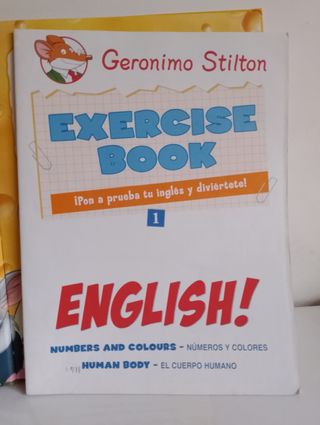 Geronimo Stilton
EXERCISE
BOOK
¡Pon a prueba tu inglés y diviértete!
1
ENGLISH!
NUMBERS AND COLOURS – NÚMEROS Y COLORES
HUMAN BODY – EL CUERPO HUMANO